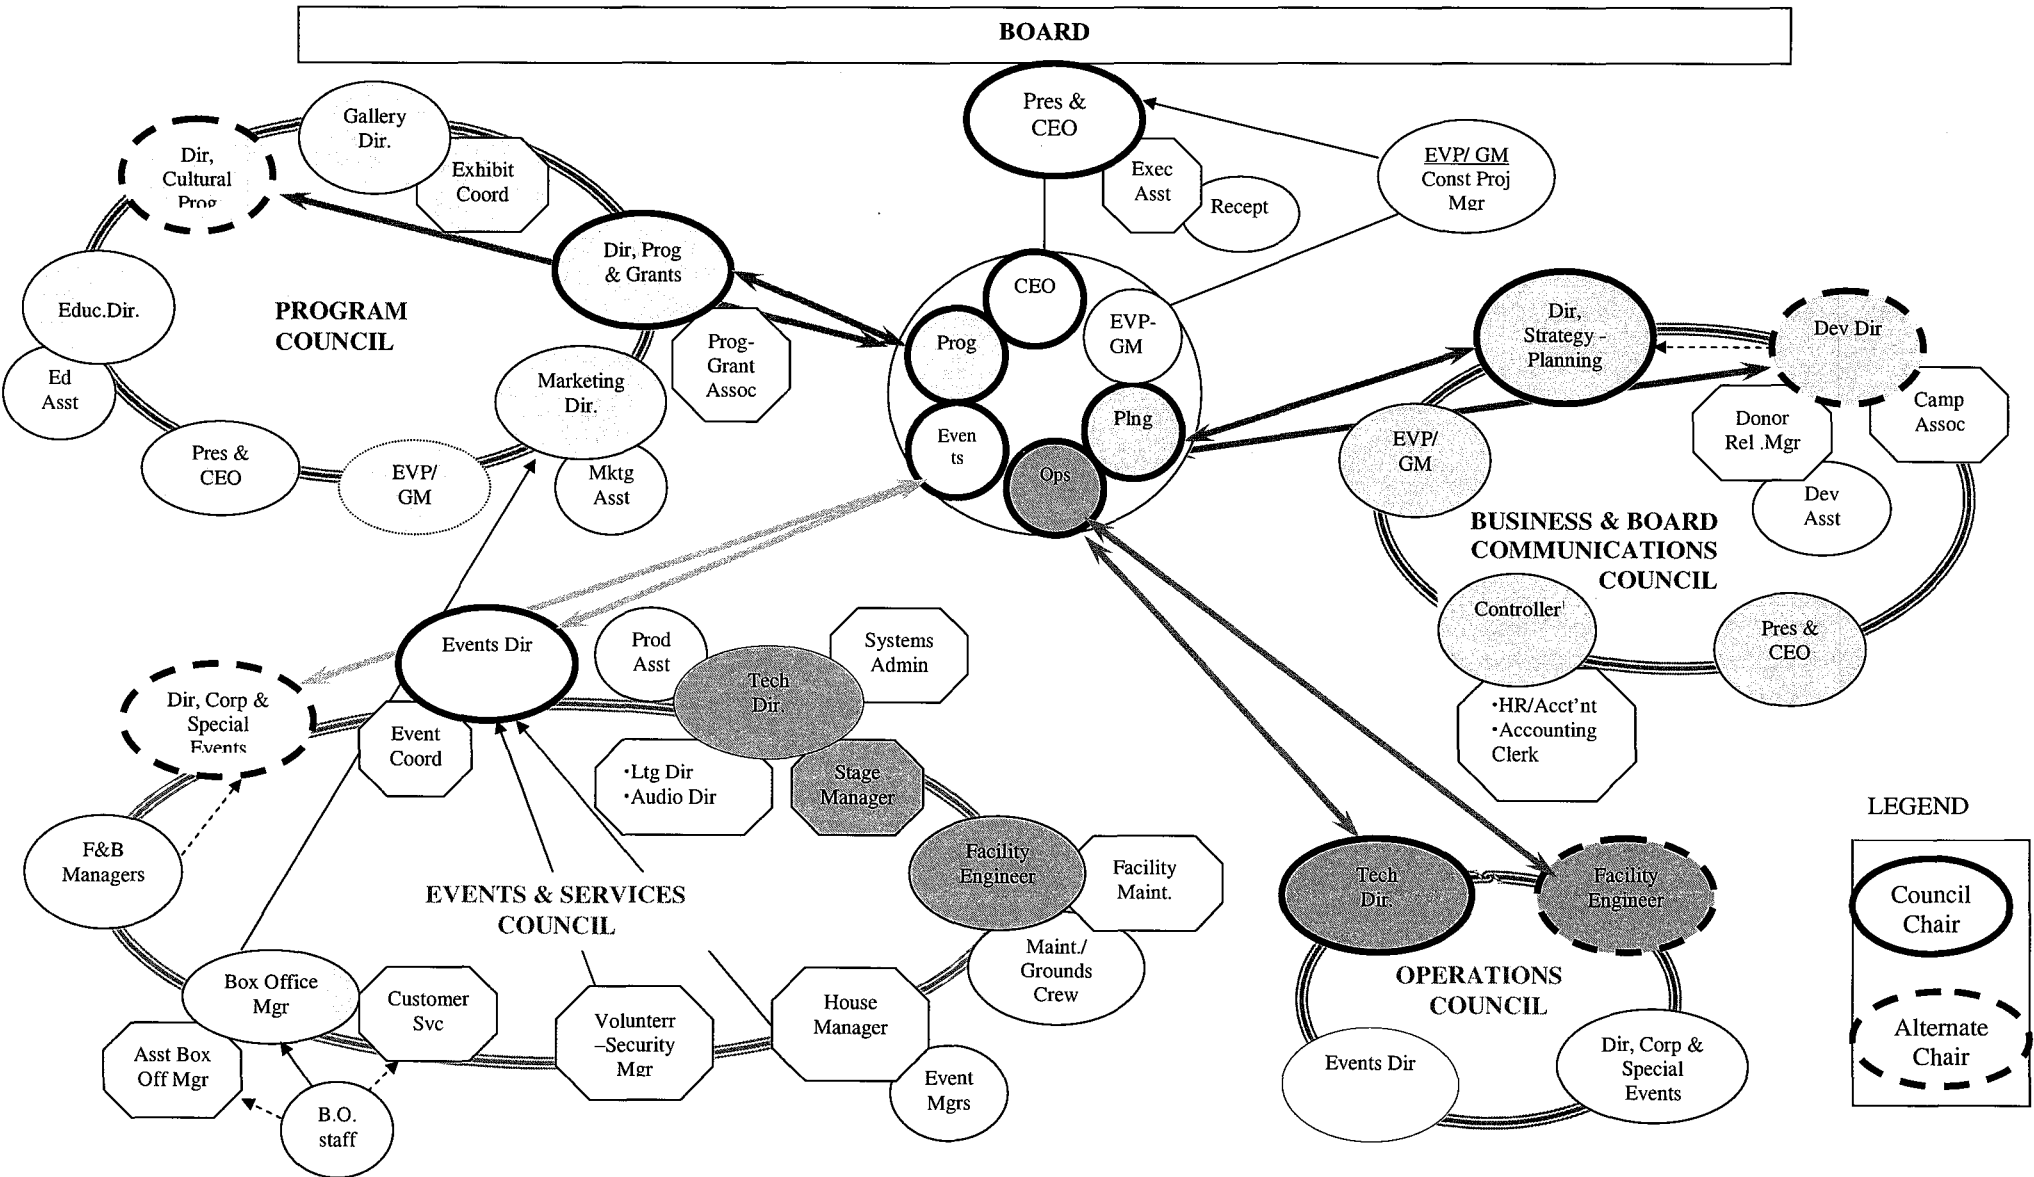 BOARD
Pres &
CEO
Exec
Asst
Recept
EVP/ GM
Const Proj
Mgr
Gallery
Dir.
Dir,
Cultural
Prog
Exhibit
Coord
Dir, Prog
& Grants
Educ.Dir.
Ed
Asst
PROGRAM
COUNCIL
Prog-
Grant
Assoc
Marketing
Dir.
Mktg
Asst
Pres &
CEO
EVP/
GM
CEO
EVP-
GM
Prog
Plng
Even
ts
Ops
Dir,
Strategy -
Planning
Dev Dir
Donor
Rel .Mgr
Camp
Assoc
Dev
Asst
EVP/
GM
BUSINESS & BOARD
COMMUNICATIONS
COUNCIL
Controller
Pres &
CEO
•HR/Acct'nt
•Accounting
Clerk
Events Dir
Prod
Asst
Systems
Admin
Tech
Dir.
Dir, Corp &
Special
Events
Event
Coord
•Ltg Dir
•Audio Dir
Stage
Manager
F&B
Managers
Facility
Engineer
Facility
Maint.
EVENTS & SERVICES
COUNCIL
Maint./
Grounds
Crew
Box Office
Mgr
Customer
Svc
Volunterr
–Security
Mgr
House
Manager
Asst Box
Off Mgr
B.O.
staff
Event
Mgrs
Tech
Dir.
Facility
Engineer
OPERATIONS
COUNCIL
Events Dir
Dir, Corp &
Special
Events
LEGEND
Council
Chair
Alternate
Chair